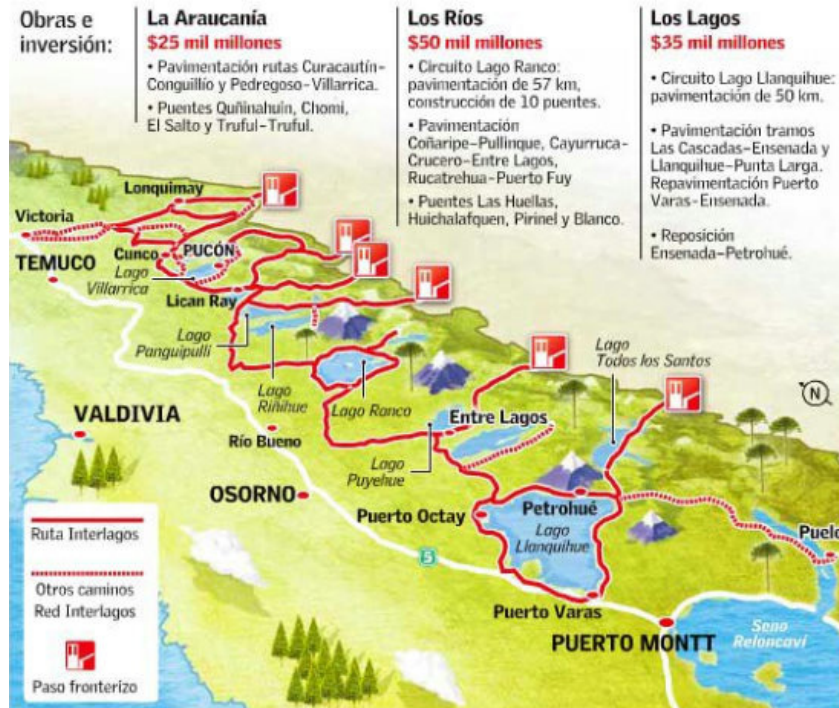 Obras e
inversión:
La Araucanía
$25 mil millones
• Pavimentación rutas Curacautín-
Conguillío y Pedregoso-Villarrica.
• Puentes Quñinahuín, Chomi,
El Salto y Truful-Truful.
Los Ríos
$50 mil millones
• Circuito Lago Ranco:
pavimentación de 57 km,
construcción de 10 puentes.
• Pavimentación
Coñaripe-Pullinque, Cayurruca-
Crucero-Entre Lagos,
Rucatrehua-Puerto Fuy
• Puentes Las Huellas,
Huichalafquen, Pirinel y Blanco.
Los Lagos
$35 mil millones
• Circuito Lago Llanquihue:
pavimentación de 50 km.
• Pavimentación tramos
Las Cascadas-Ensenada y
Llanquihue-Punta Larga.
Repavimentación Puerto
Varas-Ensenada.
• Reposición
Ensenada-Petrohué.
Lonquimay
Victoria
TEMUCO
Cunco
PUCÓN
Lago
Villarrica
Lican Ray
Lago
Panguipulli
Lago
Riñihue
Lago Ranco
Lago
Todos los Santos
N
VALDIVIA
Río Bueno
Entre Lagos
Lago
Puyehue
OSORNO
Puerto Octay
Petrohué
Lago
Llanquihue
Puelo
5
Puerto Varas
PUERTO MONTT
Seno
Reloncaví
Ruta Interlagos
Otros caminos
Red Interlagos
Paso fronterizo